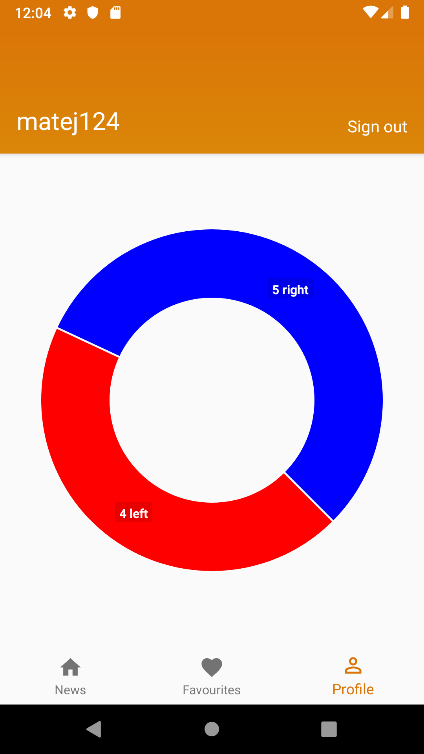 12:04
matej124
Sign out
5 right
4 left
News
Favourites
Profile